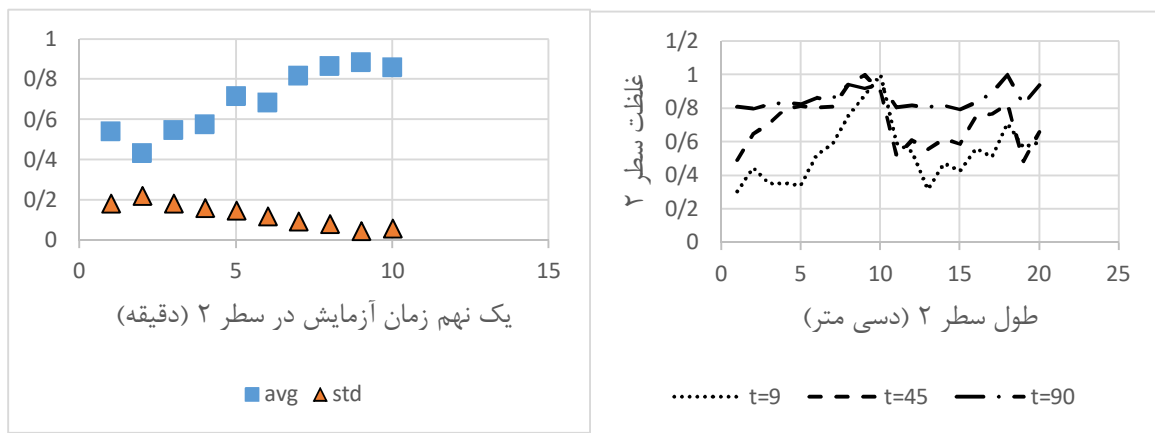 1
0/8
0/6
0/4
0/2
0
0 5 10 15
یک نهم زمان آزمایش در سطر ۲ (دقیقه)
avg std
1/2
1
0/8
0/6
0/4
0/2
0
غلظت سطر ۲
0 5 10 15 20 25
طول سطر ۲ (دسی متر)
t=9 t=45 t=90